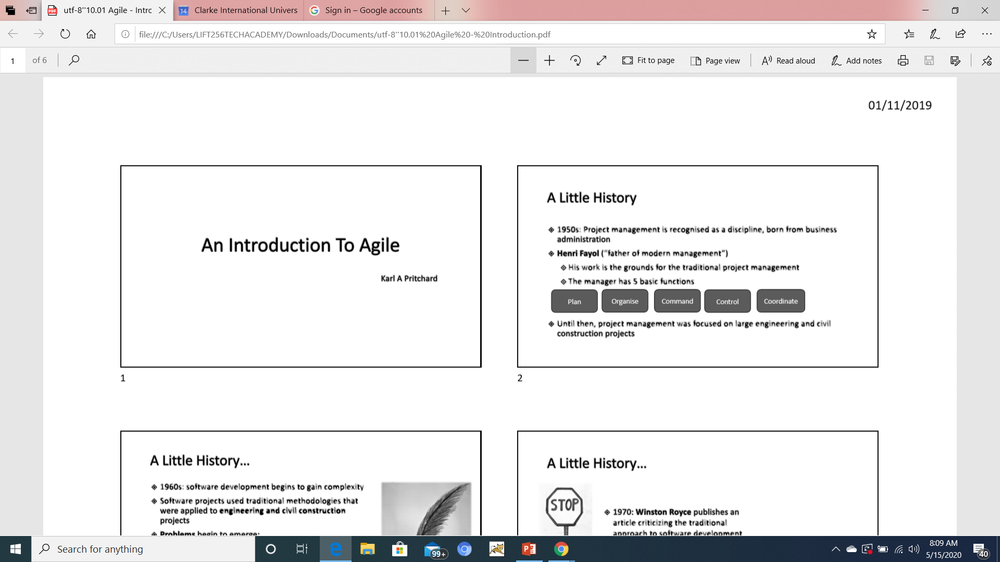 utf-8''10.01 Agile - Intrc
14
Clarke International Univers
Sign in – Google accounts
file:///C:/Users/LIFT256TECHACADEMY/Downloads/Documents/utf-8''10.01%20Agile%20-%20Introduction.pdf
1
of 6
Fit to page
Page view
Read aloud
Add notes
01/11/2019
An Introduction To Agile
Karl A Pritchard
1
A Little History
1950s: Project management is recognised as a discipline, born from business
administration
Henri Fayol ("father of modern management")
His work is the grounds for the traditional project management
The manager has 5 basic functions
Plan
Organise
Command
Control
Coordinate
Until then, project management was focused on large engineering and civil
construction projects
2
A Little History...
1960s: software development begins to gain complexity
Software projects used traditional methodologies that
were applied to engineering and civil construction
projects
Problems begin to emerge:
A Little History...
STOP
1970: Winston Royce publishes an
article criticizing the traditional
approach to software development
Search for anything
99+
8:09 AM
5/15/2020
40